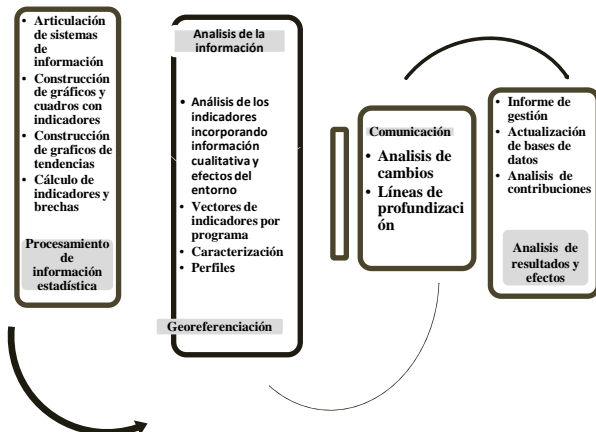 • Articulación
de sistemas
de
información
• Construcción
de gráficos y
cuadros con
indicadores
• Construcción
de graficos de
tendencias
• Cálculo de
indicadores y
brechas
Procesamiento
de
información
estadística
Analisis de la
información
• Análisis de los
indicadores
incorporando
información
cualitativa y
efectos del
entorno
• Vectores de
indicadores por
programa
• Caracterización
• Perfiles
Georeferenciación
Comunicación
• Analisis de
cambios
• Líneas de
profundizaci
ón
• Informe de
gestión
• Actualización
de bases de
datos
• Analisis de
contribuciones
Analisis de
resultados y
efectos